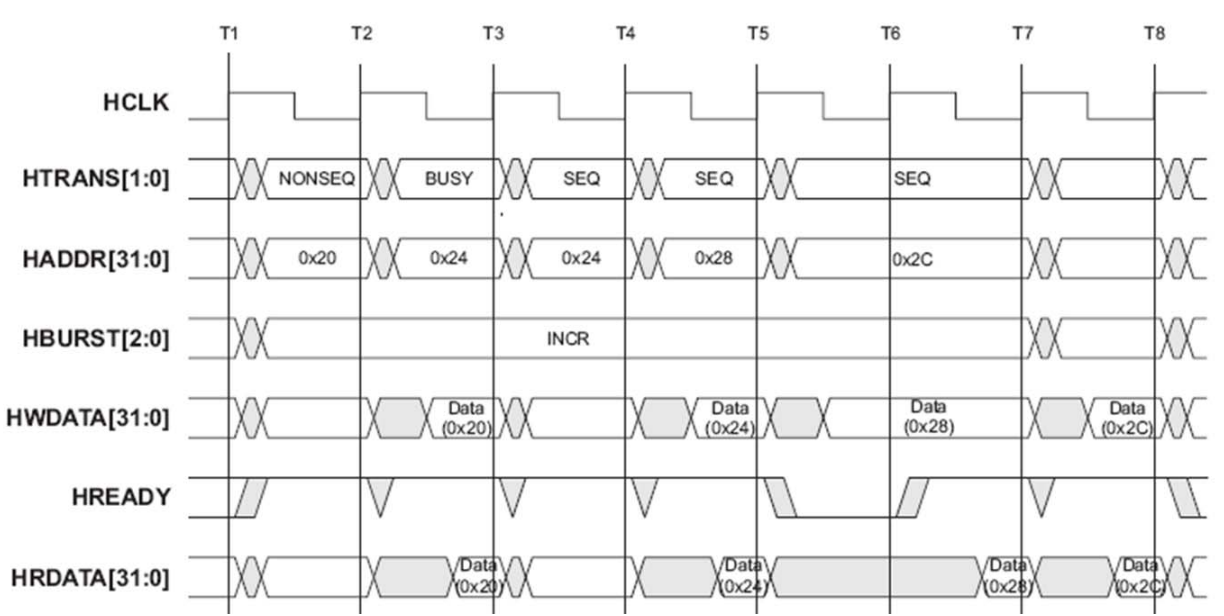 T1 T2 T3 T4 T5 T6 T7 T8
HCLK
HTRANS[1:0] NONSEQ BUSY SEQ SEQ SEQ
HADDR[31:0] 0x20 0x24 0x24 0x28 0x2C
HBURST[2:0] INCR
HWDATA[31:0] Data (0x20) Data (0x24) Data (0x28) Data (0x2C)
HREADY
HRDATA[31:0] Data (0x20) Data (0x24) Data (0x28) Data (0x2C)